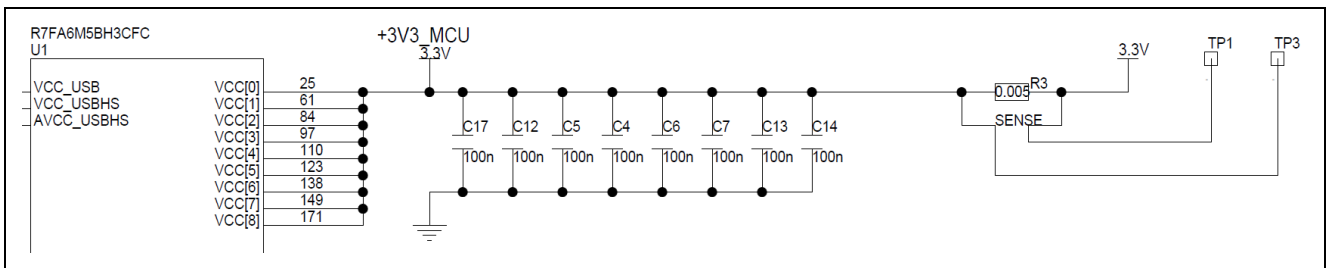 R7FA6M5BH3CFC
U1
VCC_USB
VCC_USBHS
AVCC_USBHS
VCC[0] 25
VCC[1] 61
VCC[2] 84
VCC[3] 97
VCC[4] 110
VCC[5] 123
VCC[6] 138
VCC[7] 149
VCC[8] 171
+3V3_MCU
3.3V
C17 C12 C5 C4 C6 C7 C13 C14
100n 100n 100n 100n 100n 100n 100n 100n
0.005 R3
SENSE
3.3V
TP1 TP3